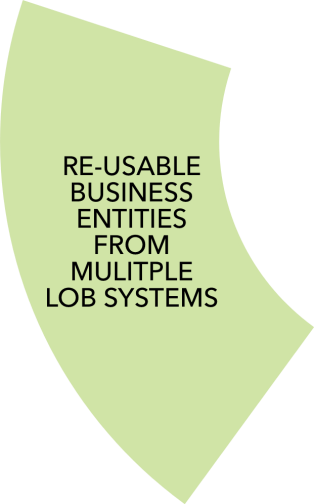 RE-USABLE
BUSINESS
ENTITIES
FROM
MULITPLE
LOB SYSTEMS